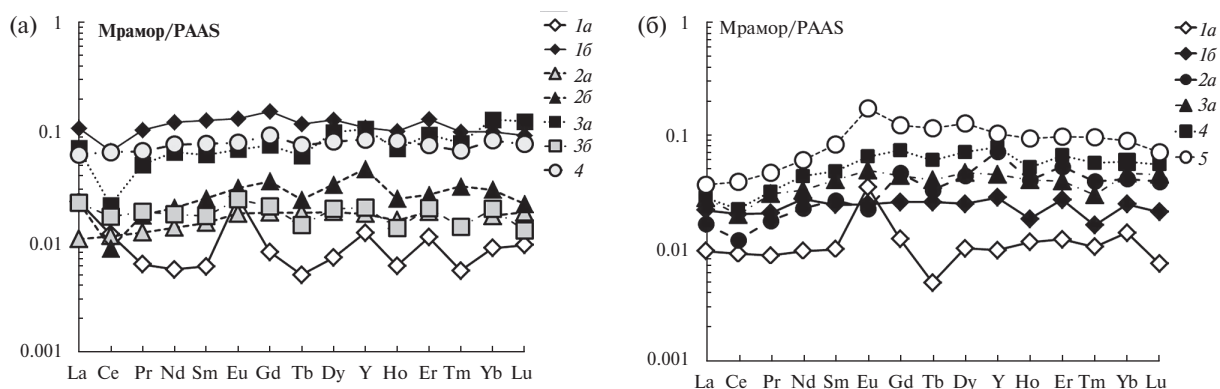 (а)
Мрамор/PAAS
1
0.1
0.01
0.001
La Ce Pr Nd Sm Eu Gd Tb Dy Y Ho Er Tm Yb Lu
1а
1б
2а
2б
3а
3б
4
(б)
Мрамор/PAAS
1
0.1
0.01
0.001
La Ce Pr Nd Sm Eu Gd Tb Dy Y Ho Er Tm Yb Lu
1а
1б
2а
3а
4
5